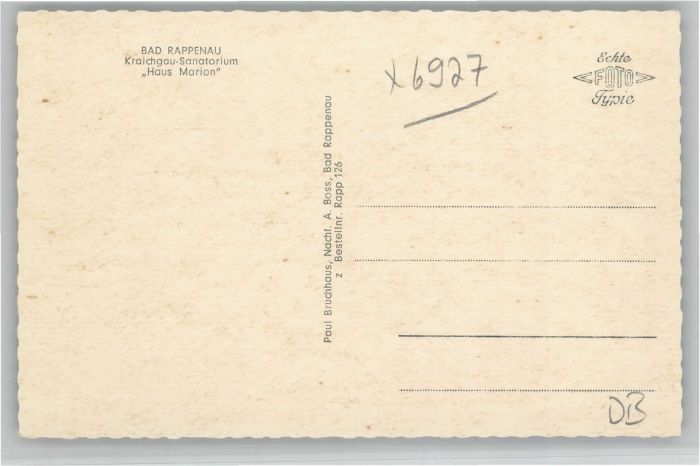 BAD RAPPENAU
Kraichgau-Sanatorium
„Haus Marion"
x6927
Echte
FOTO
Typie
Paul Bruchhaus, Nachf. A Boss, Bad Rappenau
z Bestellnr. Rapp 126
DB